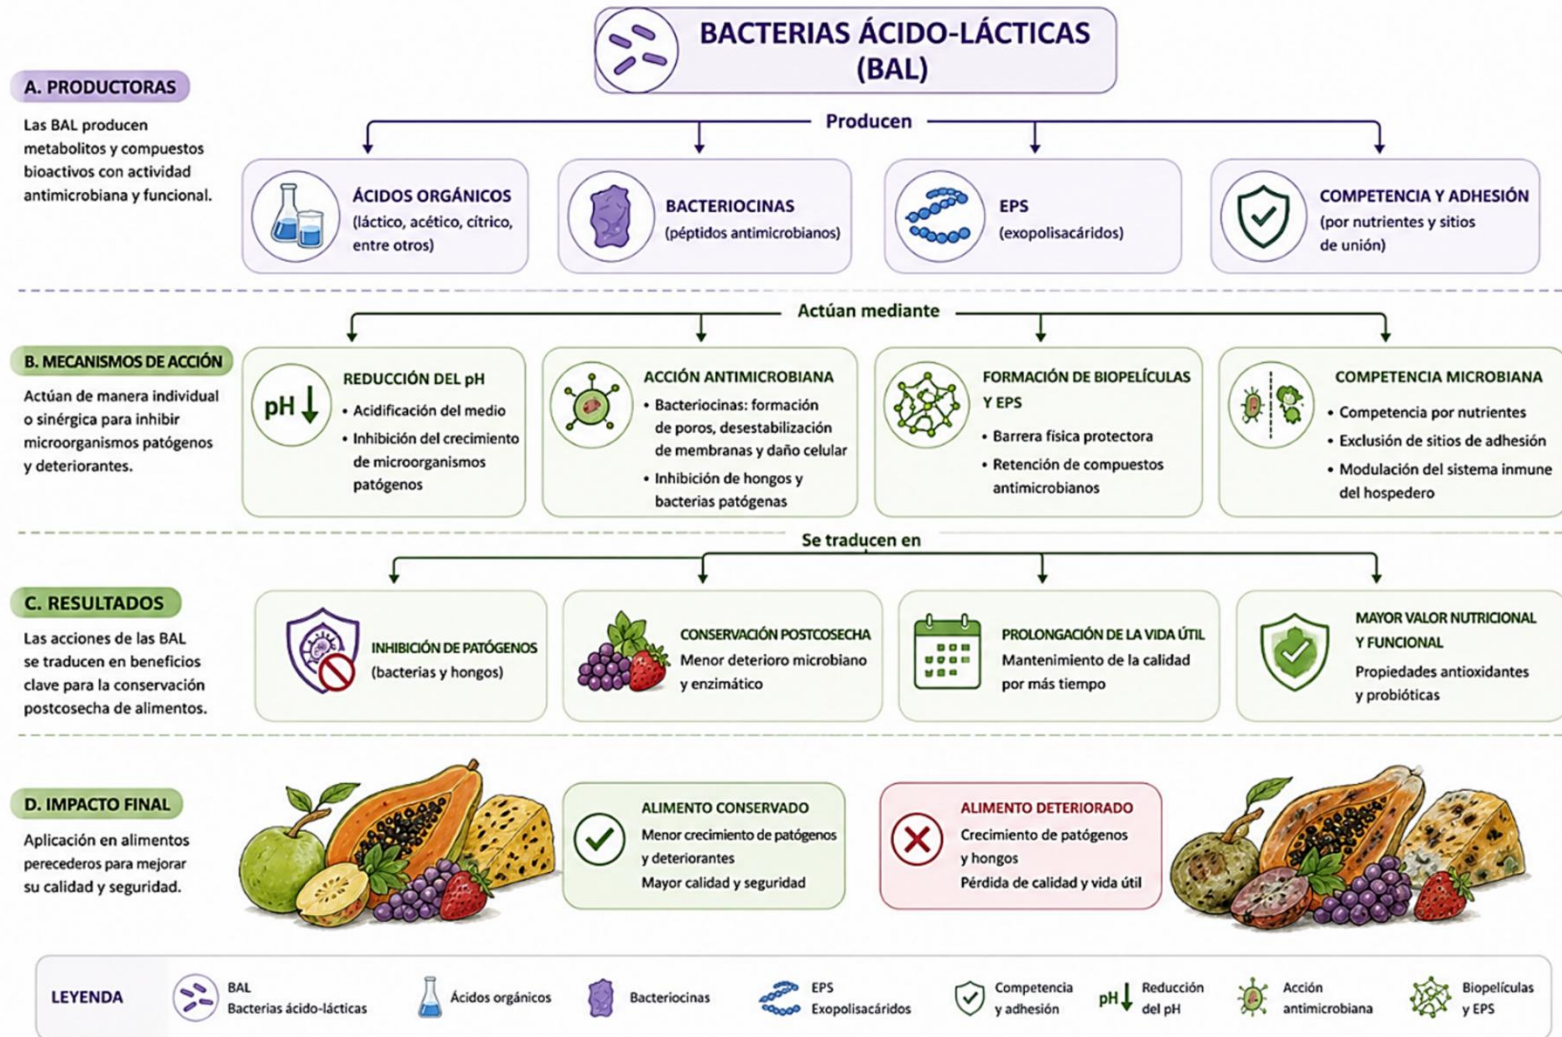 BACTERIAS ÁCIDO-LÁCTICAS
(BAL)
A. PRODUCTORAS
Las BAL producen
metabolitos y compuestos
bioactivos con actividad
antimicrobiana y funcional.
Producen
ÁCIDOS ORGÁNICOS
(láctico, acético, cítrico,
entre otros)
BACTERIOCINAS
(péptidos antimicrobianos)
EPS
(exopolisacáridos)
COMPETENCIA Y ADHESIÓN
(por nutrientes y sitios
de unión)
Actúan mediante
B. MECANISMOS DE ACCIÓN
Actúan de manera individual
o sinérgica para inhibir
microorganismos patógenos
y deteriorantes.
pH
REDUCCIÓN DEL pH
• Acidificación del medio
• Inhibición del crecimiento
de microorganismos
patógenos
ACCIÓN ANTIMICROBIANA
• Bacteriocinas: formación
de poros, desestabilización
de membranas y daño celular
• Inhibición de hongos y
bacterias patógenas
FORMACIÓN DE BIOPELÍCULAS
Y EPS
• Barrera física protectora
• Retención de compuestos
antimicrobianos
COMPETENCIA MICROBIANA
• Competencia por nutrientes
• Exclusión de sitios de adhesión
• Modulación del sistema inmune
del hospedero
Se traducen en
C. RESULTADOS
Las acciones de las BAL
se traducen en beneficios
clave para la conservación
postcosecha de alimentos.
INHIBICIÓN DE PATÓGENOS
(bacterias y hongos)
CONSERVACIÓN POSTCOSECHA
Menor deterioro microbiano
y enzimático
PROLONGACIÓN DE LA VIDA ÚTIL
Mantenimiento de la calidad
por más tiempo
MAYOR VALOR NUTRICIONAL
Y FUNCIONAL
Propiedades antioxidantes
y probióticas
D. IMPACTO FINAL
Aplicación en alimentos
perecederos para mejorar
su calidad y seguridad.
ALIMENTO CONSERVADO
Menor crecimiento de patógenos
y deteriorantes
Mayor calidad y seguridad
ALIMENTO DETERIORADO
Crecimiento de patógenos
y hongos
Pérdida de calidad y vida útil
LEYENDA
BAL
Bacterias ácido-lácticas
Ácidos orgánicos
Bacteriocinas
EPS
Exopolisacáridos
Competencia
y adhesión
pH
Reducción
del pH
Acción
antimicrobiana
Biopelículas
y EPS